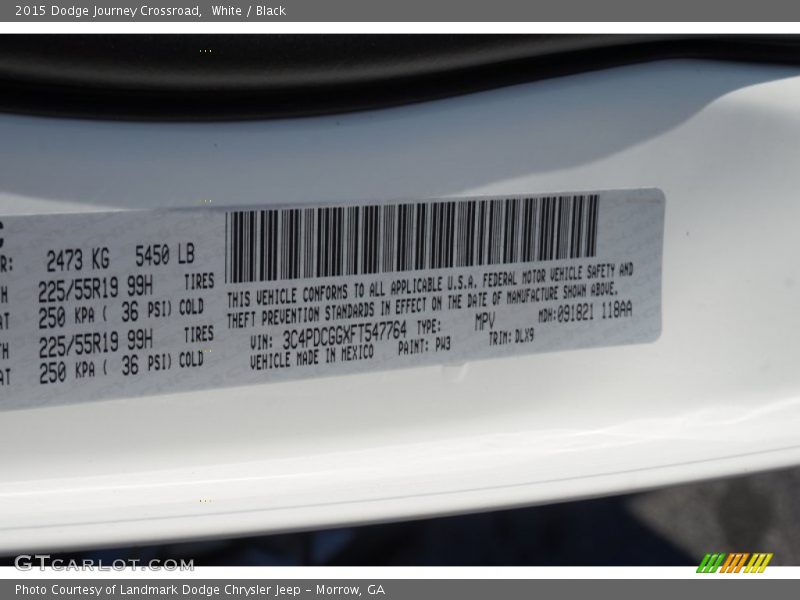 2015 Dodge Journey Crossroad, White / Black
R: 2473 KG 5450 LB
H 225/55R19 99H TIRES
AT 250 KPA ( 36 PSI) COLD
TH 225/55R19 99H TIRES
AT 250 KPA ( 36 PSI) COLD
THIS VEHICLE CONFORMS TO ALL APPLICABLE U.S.A. FEDERAL MOTOR VEHICLE SAFETY AND
THEFT PREVENTION STANDARDS IN EFFECT ON THE DATE OF MANUFACTURE SHOWN ABOVE.
VIN: 3C4PDCGGXFT547764 TYPE: MPV MDH:091821 118AA
VEHICLE MADE IN MEXICO PAINT: PW3 TRIM: DLX9
GTCARLOT.COM
Photo Courtesy of Landmark Dodge Chrysler Jeep - Morrow, GA